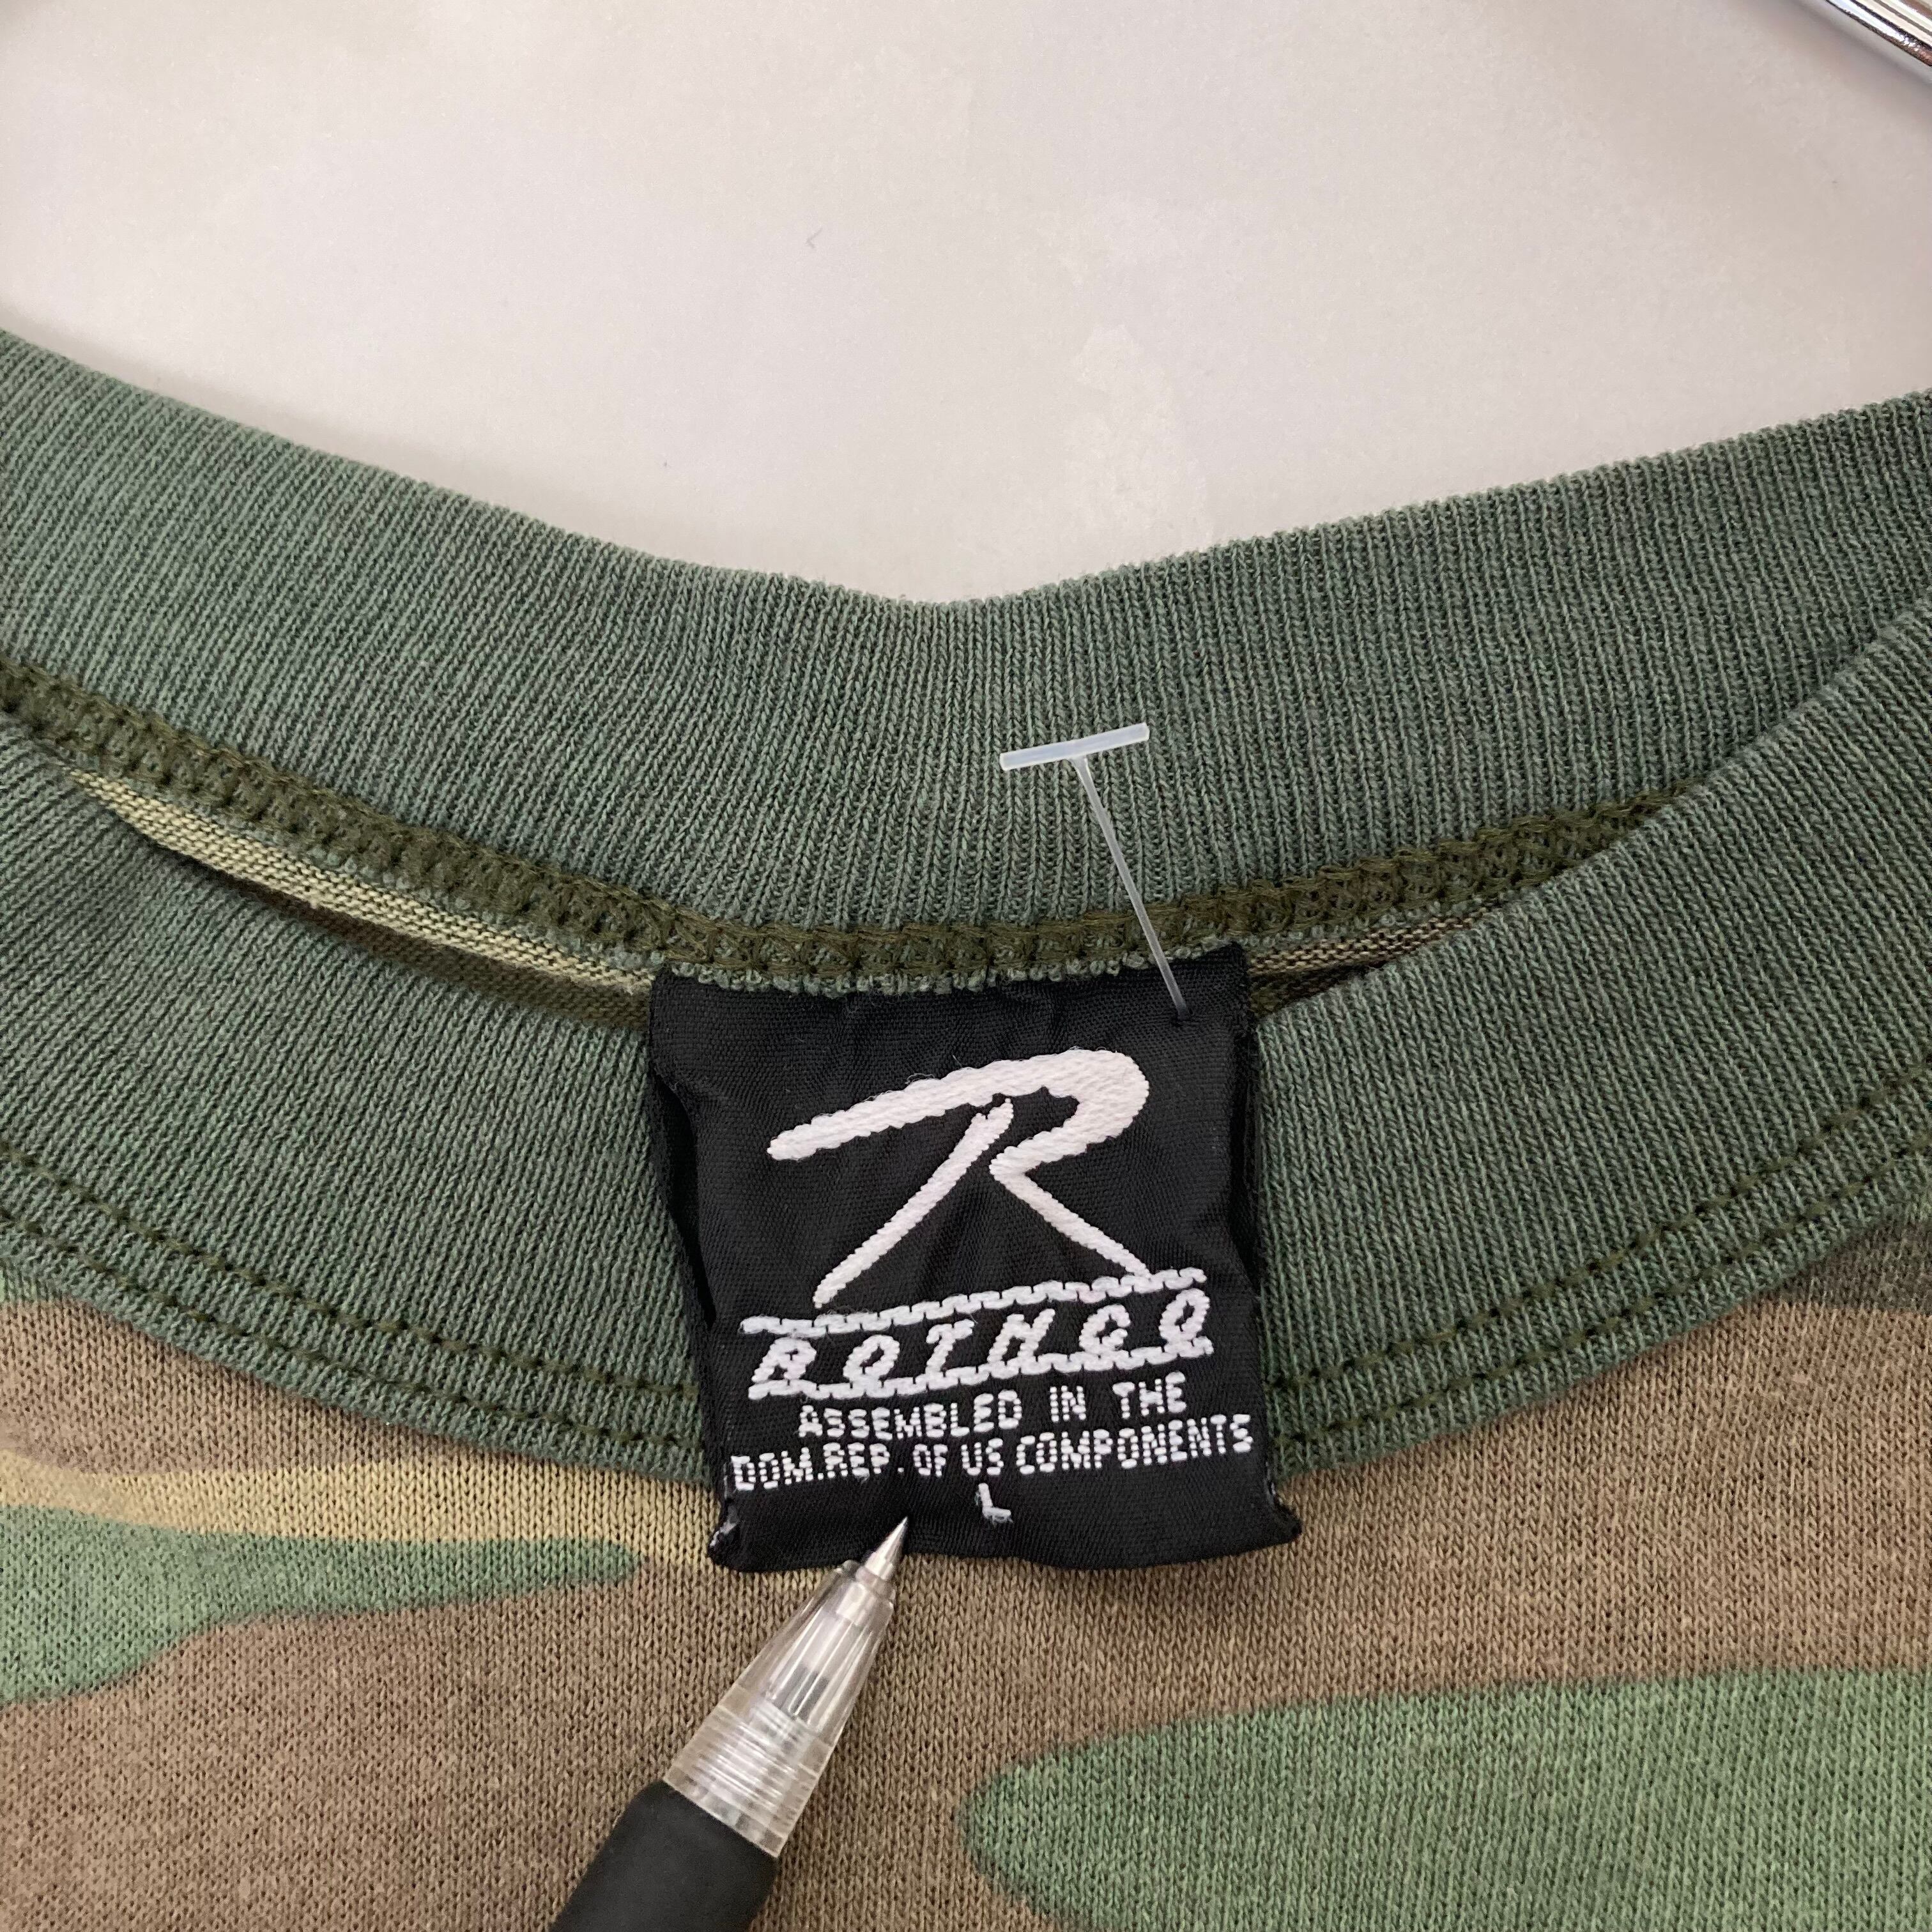 R
ROTHCO
ASSEMBLED IN THE
DOM.REP. OF US COMPONENTS
L